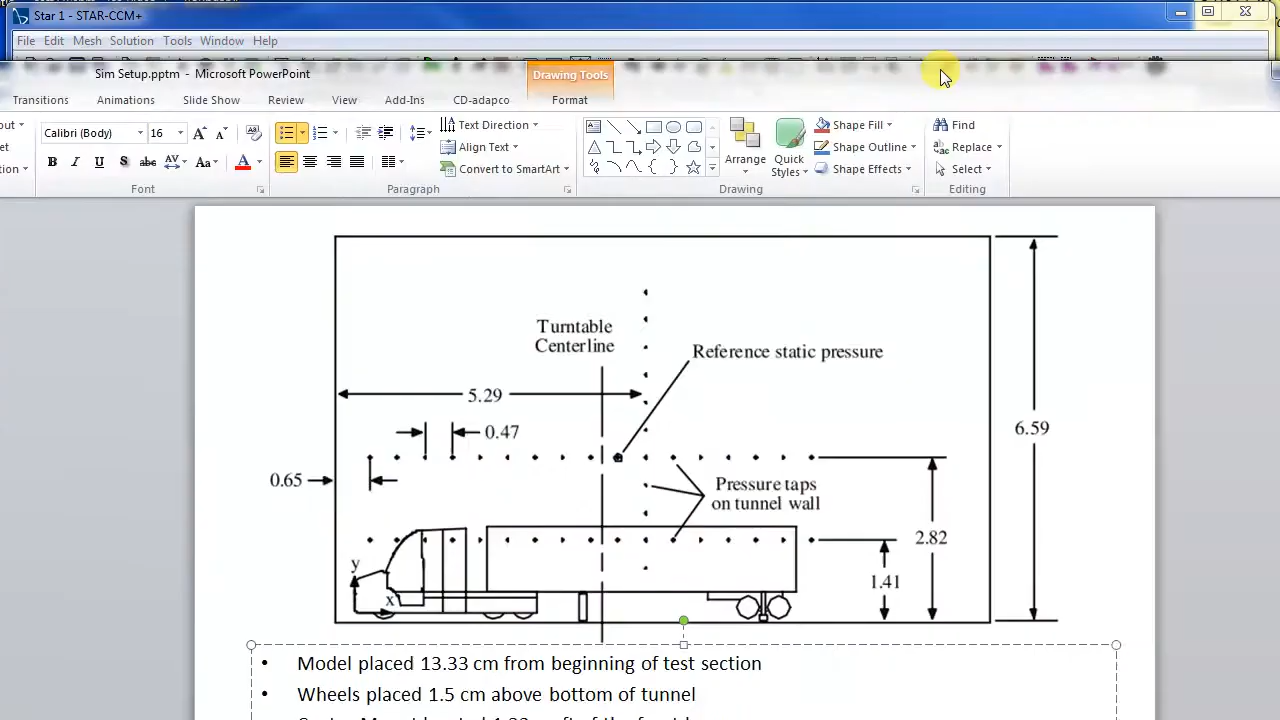 Star 1 - STAR-CCM+
File Edit Mesh Solution Tools Window Help
Sim Setup.pptm - Microsoft PowerPoint
Drawing Tools
Transitions Animations Slide Show Review View Add-Ins CD-adapco Format
Calibri (Body) 16
Text Direction
Align Text
Convert to SmartArt
Arrange
Quick Styles
Shape Fill
Shape Outline
Shape Effects
Find
Replace
Select
Font Paragraph Drawing Editing
Turntable
Centerline
Reference static pressure
5.29
0.47
6.59
0.65
Pressure taps
on tunnel wall
2.82
1.41
y
x
• Model placed 13.33 cm from beginning of test section
• Wheels placed 1.5 cm above bottom of tunnel